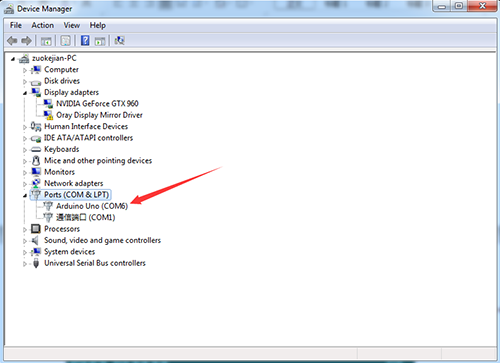 Device Manager
File Action View Help
zuokejian-PC
Computer
Disk drives
Display adapters
NVIDIA GeForce GTX 960
Oray Display Mirror Driver
Human Interface Devices
IDE ATA/ATAPI controllers
Keyboards
Mice and other pointing devices
Monitors
Network adapters
Ports (COM & LPT)
Arduino Uno (COM6)
通信端口 (COM1)
Processors
Sound, video and game controllers
System devices
Universal Serial Bus controllers